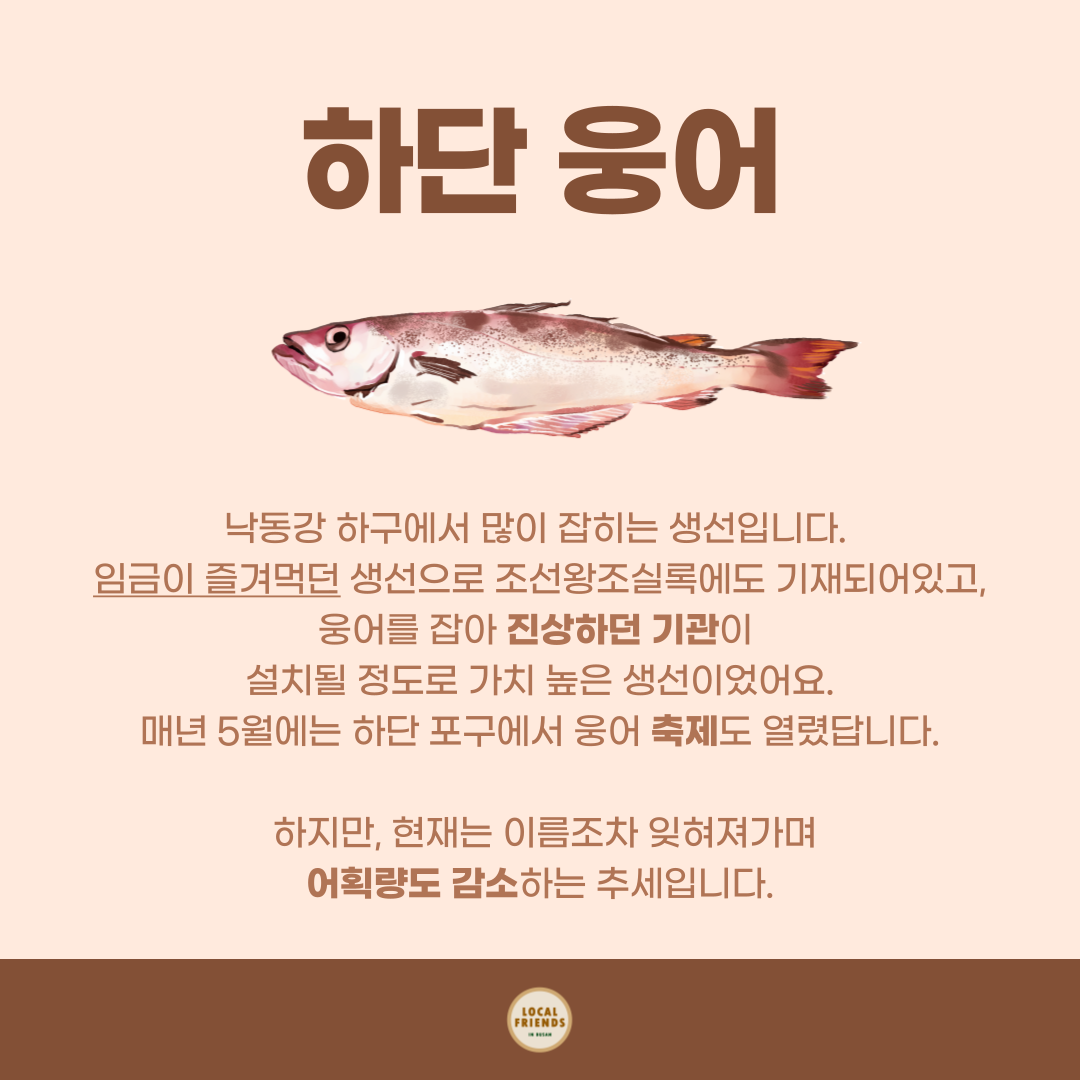 하단 웅어
낙동강 하구에서 많이 잡히는 생선입니다.
임금이 즐겨먹던 생선으로 조선왕조실록에도 기재되어있고,
웅어를 잡아 진상하던 기관이
설치될 정도로 가치 높은 생선이었어요.
매년 5월에는 하단 포구에서 웅어 축제도 열렸답니다.
하지만, 현재는 이름조차 잊혀져가며
어획량도 감소하는 추세입니다.
LOCAL
FRIENDS
IN BUSAN